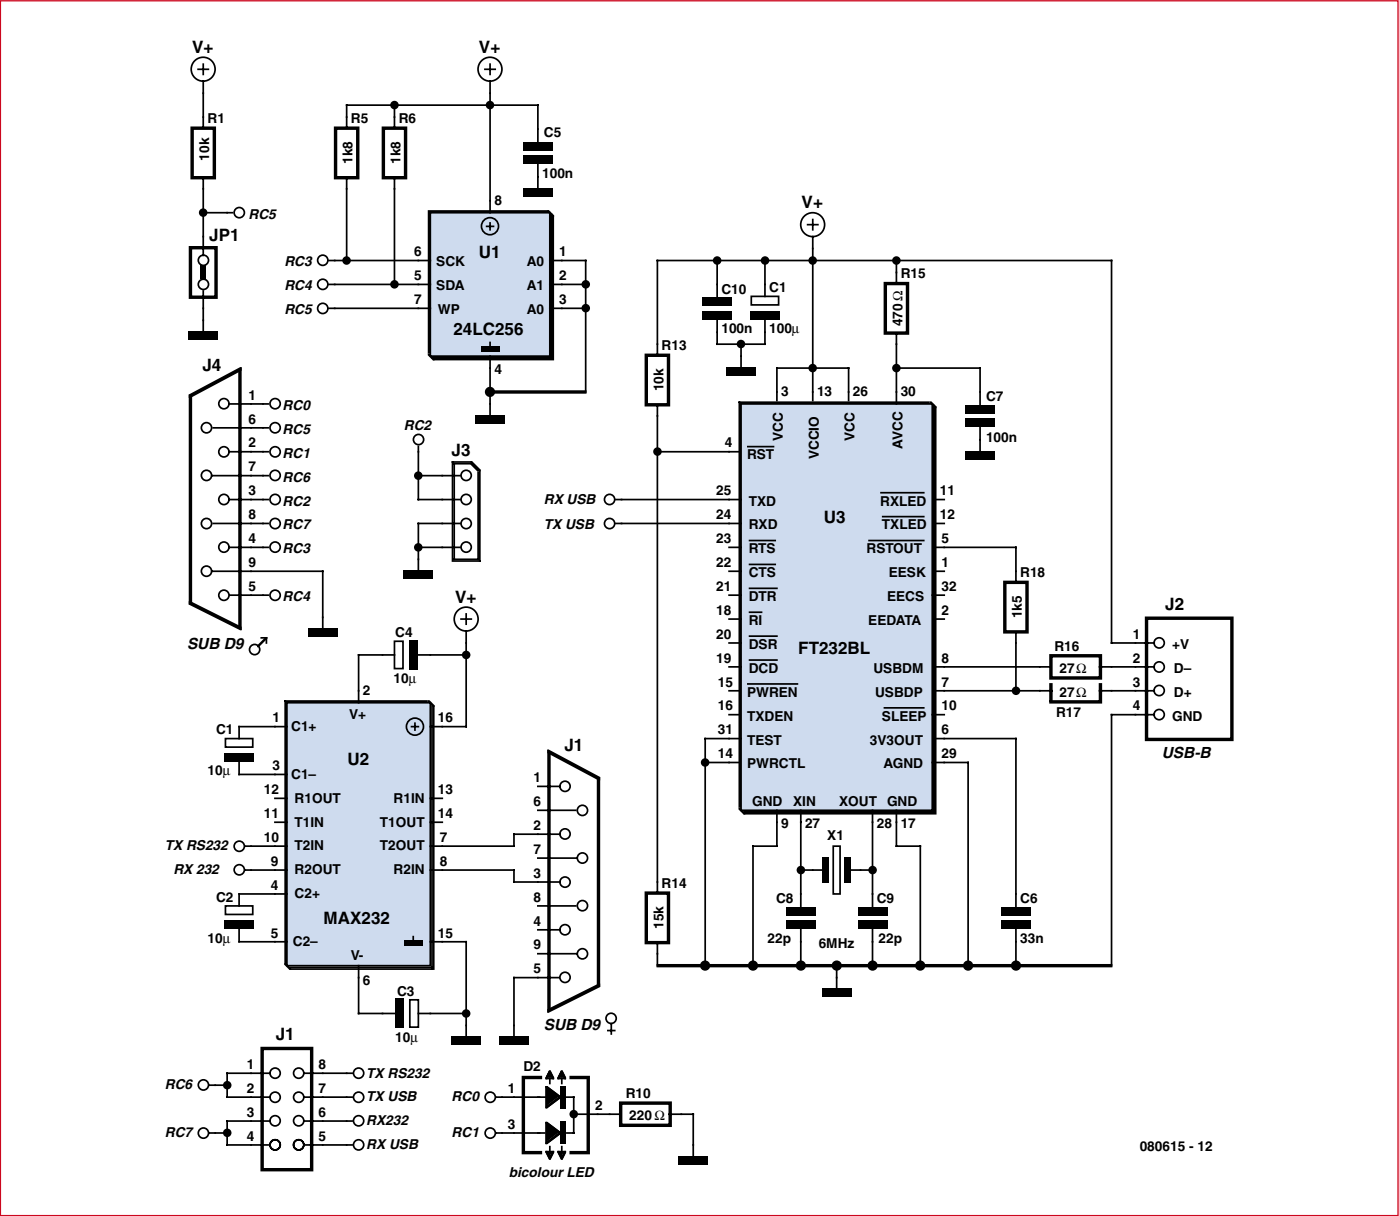 V+
R1
10k
RC5
JP1
V+
R5
1k8
R6
1k8
C5
100n
8
U1
RC3 6 SCK A0 1
RC4 5 SDA A1 2
RC5 7 WP A0 3
24LC256
4
J4
1 RC0
6 RC5
2 RC1
7 RC6
3 RC2
8 RC7
4 RC3
9
5 RC4
SUB D9 ♂
RC2
J3
V+
C4
10µ
2
V+
1 C1+ 16
C1
10µ
U2
3 C1–
12 R1OUT R1IN 13
11 T1IN T1OUT 14
TX RS232 10 T2IN T2OUT 7
RX 232 9 R2OUT R2IN 8
4 C2+
C2
10µ
MAX232
5 C2– 15
V-
6
C3
10µ
J1
1
6
2
7
3
8
4
9
5
SUB D9 ♀
J1
RC6 1 8 TX RS232
2 7 TX USB
RC7 3 6 RX232
4 5 RX USB
D2
RC0 1
2
RC1 3
bicolour LED
R10
220 Ω
V+
R13
10k
C10
100n
C1
100µ
R15
470 Ω
C7
100n
3 13 26 30
VCC VCCIO VCC AVCC
4 RST
RX USB 25 TXD RXLED 11
U3
TX USB 24 RXD TXLED 12
23 RTS RSTOUT 5
22 CTS EESK 1
21 DTR EECS 32
18 RI EEDATA 2
20 DSR
FT232BL
19 DCD USBDM 8
15 PWREN USBDP 7
16 TXDEN SLEEP 10
31 TEST 3V3OUT 6
14 PWRCTL AGND 29
GND XIN XOUT GND
9 27 28 17
R18
1k5
R16
27Ω
27Ω
R17
J2
1 +V
2 D–
3 D+
4 GND
USB-B
X1
R14
15k
C8
22p
6MHz
C9
22p
C6
33n
080615 - 12